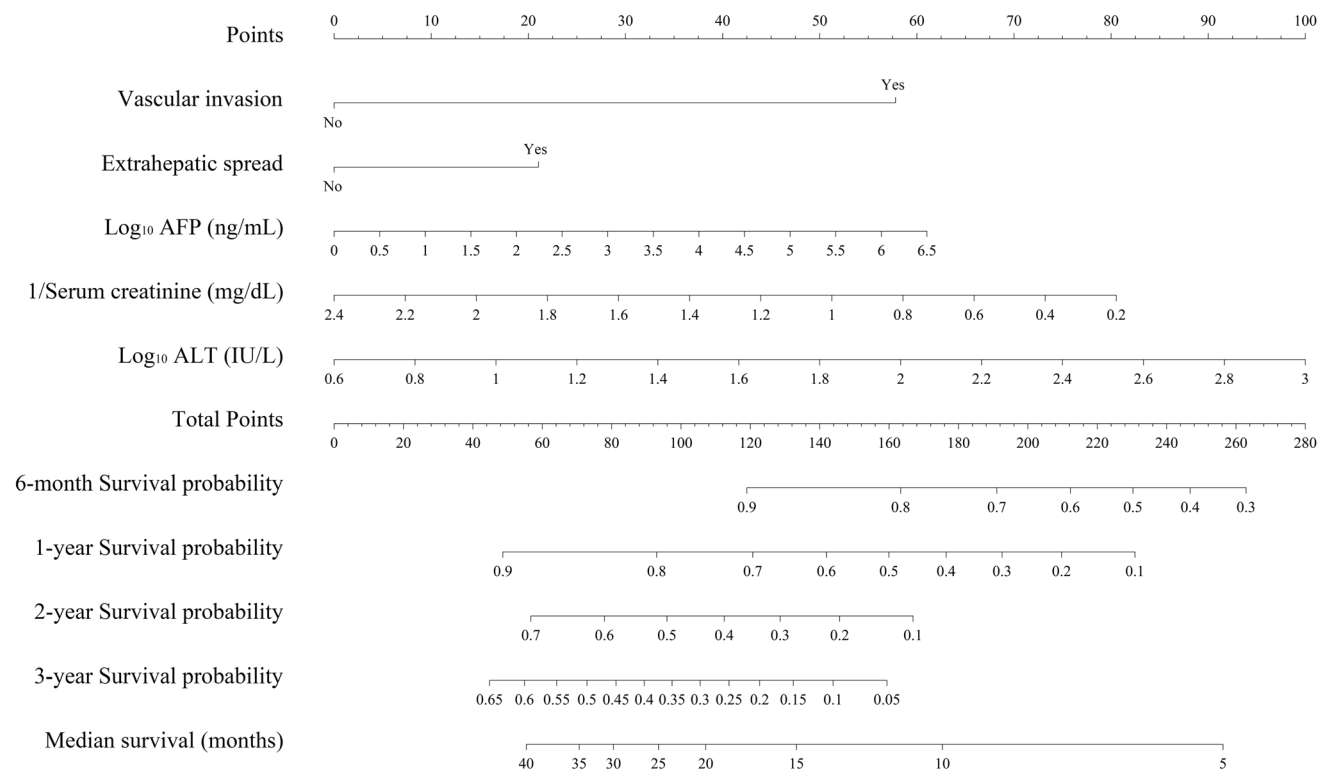 Points
0 10 20 30 40 50 60 70 80 90 100
Vascular invasion
Yes
No
Extrahepatic spread
Yes
No
Log₁₀ AFP (ng/mL)
0 0.5 1 1.5 2 2.5 3 3.5 4 4.5 5 5.5 6 6.5
1/Serum creatinine (mg/dL)
2.4 2.2 2 1.8 1.6 1.4 1.2 1 0.8 0.6 0.4 0.2
Log₁₀ ALT (IU/L)
0.6 0.8 1 1.2 1.4 1.6 1.8 2 2.2 2.4 2.6 2.8 3
Total Points
0 20 40 60 80 100 120 140 160 180 200 220 240 260 280
6-month Survival probability
0.9 0.8 0.7 0.6 0.5 0.4 0.3
1-year Survival probability
0.9 0.8 0.7 0.6 0.5 0.4 0.3 0.2 0.1
2-year Survival probability
0.7 0.6 0.5 0.4 0.3 0.2 0.1
3-year Survival probability
0.65 0.6 0.55 0.5 0.45 0.4 0.35 0.3 0.25 0.2 0.15 0.1 0.05
Median survival (months)
40 35 30 25 20 15 10 5